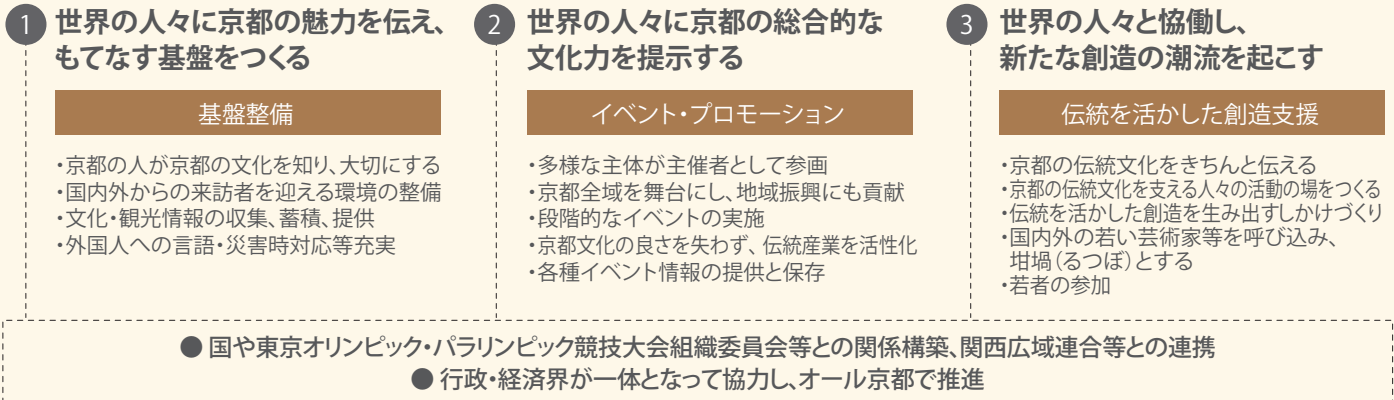 1 世界の人々に京都の魅力を伝え、
もてなす基盤をつくる
基盤整備
・京都の人が京都の文化を知り、大切にする
・国内外からの来訪者を迎える環境の整備
・文化・観光情報の収集、蓄積、提供
・外国人への言語・災害時対応等充実
2 世界の人々に京都の総合的な
文化力を提示する
イベント・プロモーション
・多様な主体が主催者として参画
・京都全域を舞台にし、地域振興にも貢献
・段階的なイベントの実施
・京都文化の良さを失わず、伝統産業を活性化
・各種イベント情報の提供と保存
3 世界の人々と協働し、
新たな創造の潮流を起こす
伝統を活かした創造支援
・京都の伝統文化をきちんと伝える
・京都の伝統文化を支える人々の活動の場をつくる
・伝統を活かした創造を生み出すしかけづくり
・国内外の若い芸術家等を呼び込み、
坩堝(るつぼ)とする
・若者の参加
● 国や東京オリンピック・パラリンピック競技大会組織委員会等との関係構築、関西広域連合等との連携
● 行政・経済界が一体となって協力し、オール京都で推進